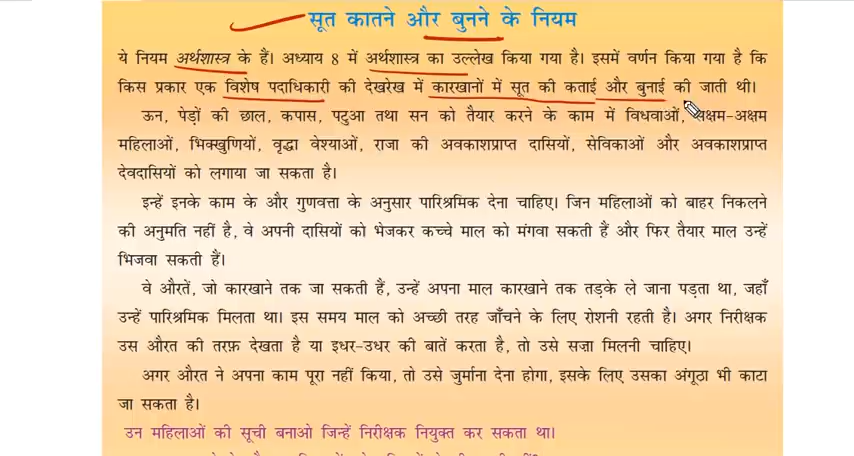 सूत कातने और बुनने के नियम
ये नियम अर्थशास्त्र के हैं। अध्याय 8 में अर्थशास्त्र का उल्लेख किया गया है। इसमें वर्णन किया गया है कि
किस प्रकार एक विशेष पदाधिकारी की देखरेख में कारखानों में सूत की कताई और बुनाई की जाती थी।
ऊन, पेड़ों की छाल, कपास, पटुआ तथा सन को तैयार करने के काम में विधवाओं, सक्षम-अक्षम
महिलाओं, भिक्खुणियों, वृद्धा वेश्याओं, राजा की अवकाशप्राप्त दासियों, सेविकाओं और अवकाशप्राप्त
देवदासियों को लगाया जा सकता है।
इन्हें इनके काम के और गुणवत्ता के अनुसार पारिश्रमिक देना चाहिए। जिन महिलाओं को बाहर निकलने
की अनुमति नहीं है, वे अपनी दासियों को भेजकर कच्चे माल को मंगवा सकती हैं और फिर तैयार माल उन्हें
भिजवा सकती हैं।
वे औरतें, जो कारखाने तक जा सकती हैं, उन्हें अपना माल कारखाने तक तड़के ले जाना पड़ता था, जहाँ
उन्हें पारिश्रमिक मिलता था। इस समय माल को अच्छी तरह जाँचने के लिए रोशनी रहती है। अगर निरीक्षक
उस औरत की तरफ़ देखता है या इधर-उधर की बातें करता है, तो उसे सज़ा मिलनी चाहिए।
अगर औरत ने अपना काम पूरा नहीं किया, तो उसे जुर्माना देना होगा, इसके लिए उसका अंगूठा भी काटा
जा सकता है।
उन महिलाओं की सूची बनाओ जिन्हें निरीक्षक नियुक्त कर सकता था।